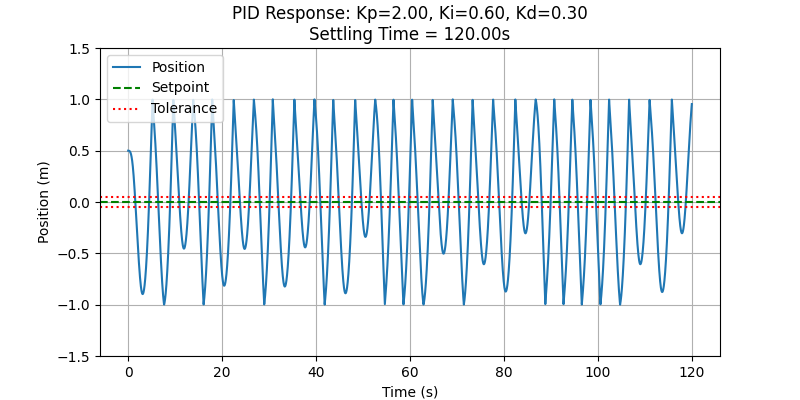 PID Response: Kp=2.00, Ki=0.60, Kd=0.30
Settling Time = 120.00s
Position
Setpoint
Tolerance
1.5
1.0
0.5
0.0
−0.5
−1.0
−1.5
Position (m)
0 20 40 60 80 100 120
Time (s)